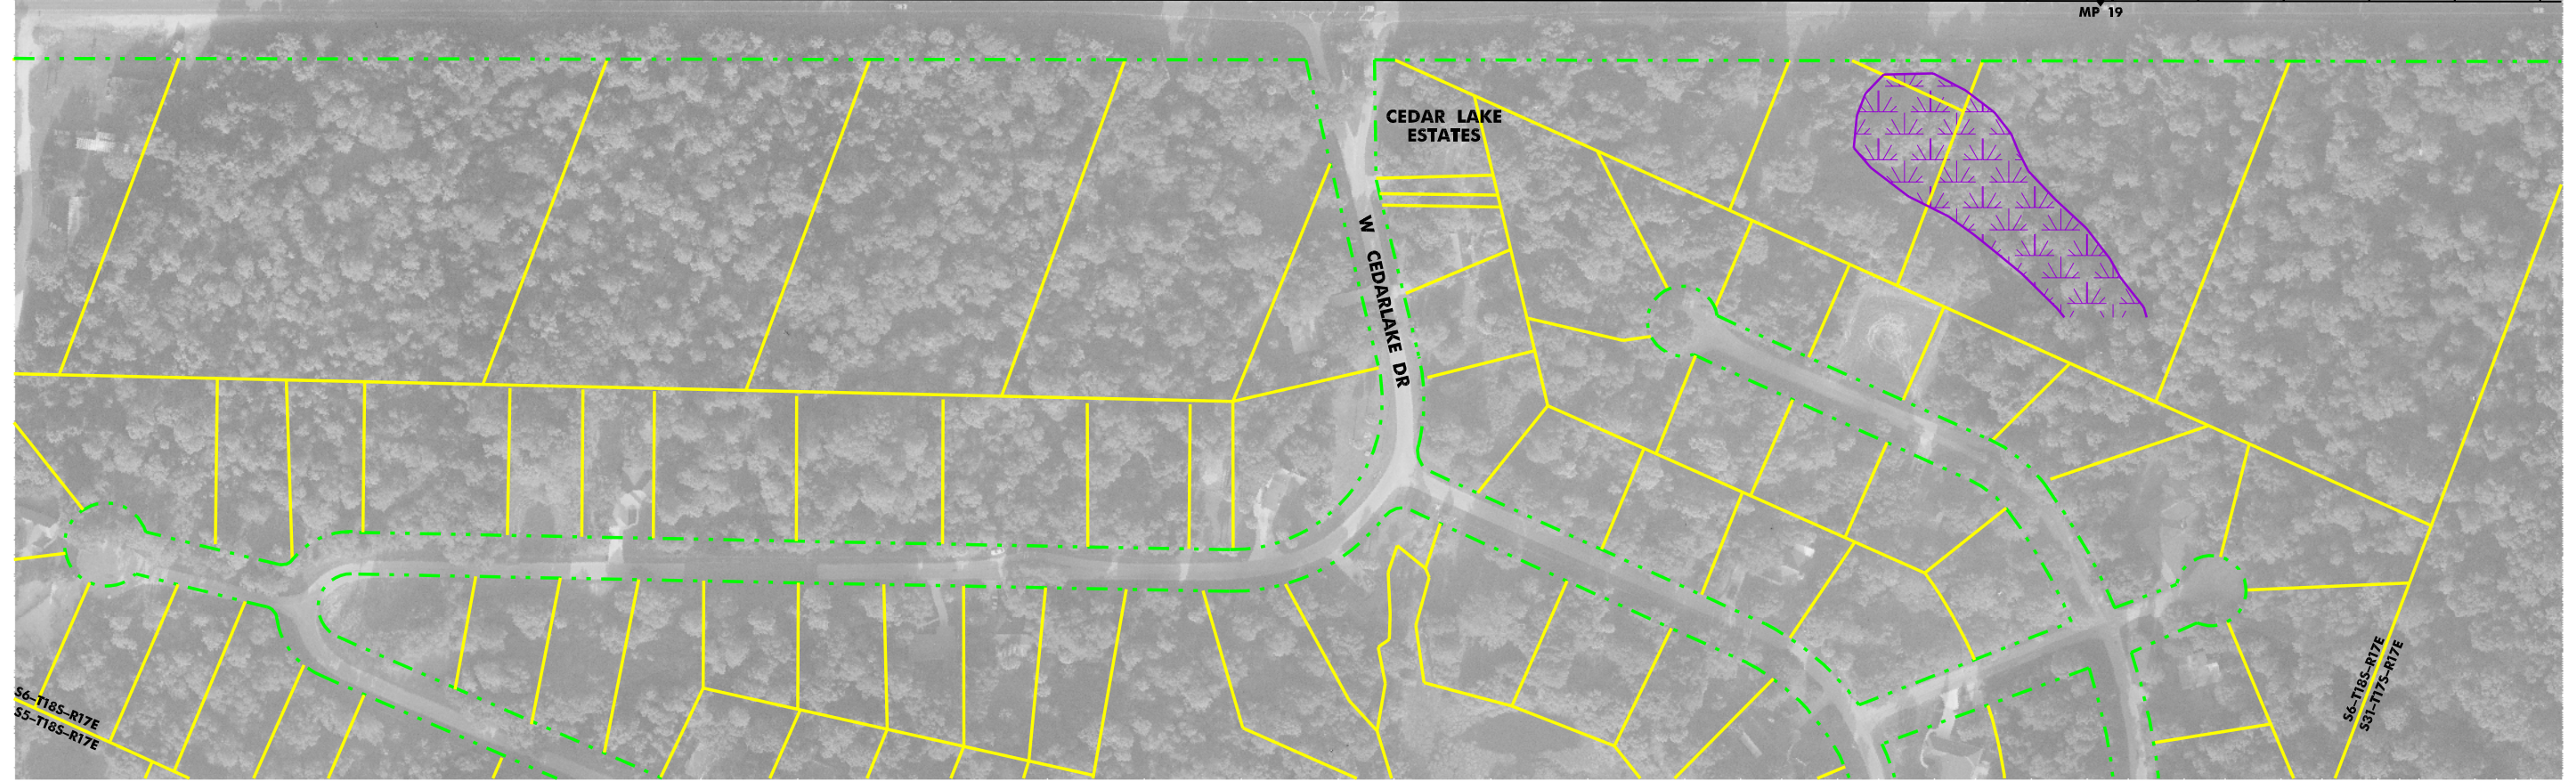 MP 19
CEDAR LAKE
ESTATES
W CEDARLAKE DR
S6-T18S-R17E
S5-T18S-R17E
S6-T18S-R17E
S31-T17S-R17E